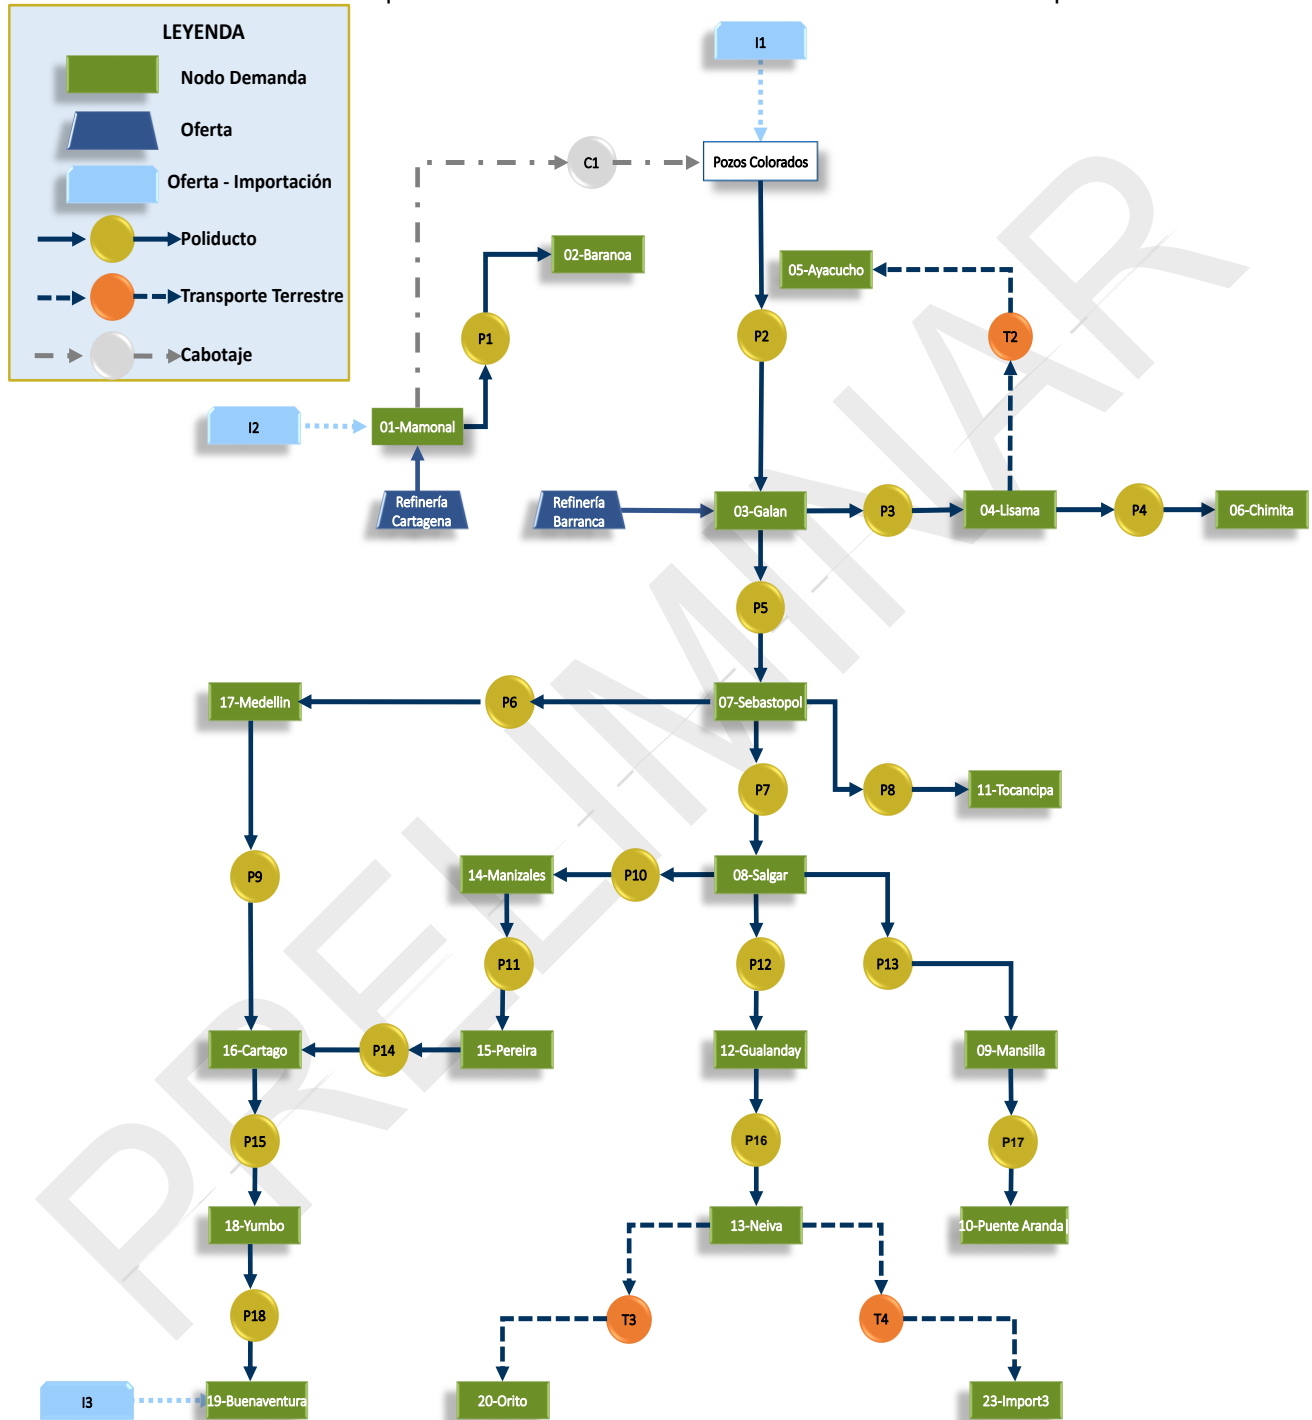 LEYENDA
Nodo Demanda
Oferta
Oferta - Importación
Poliducto
Transporte Terrestre
Cabotaje
I1
C1
Pozos Colorados
02-Baranoa
05-Ayacucho
P1
P2
T2
I2
01-Mamonal
Refinería
Cartagena
Refinería
Barranca
03-Galan
P3
04-Lisama
P4
06-Chimita
P5
17-Medellin
P6
07-Sebastopol
P7
P8
11-Tocancipa
P9
14-Manizales
P10
08-Salgar
P11
P12
P13
16-Cartago
P14
15-Pereira
12-Gualanday
09-Mansilla
P15
P16
P17
18-Yumbo
13-Neiva
10-Puente Aranda
P18
T3
T4
I3
19-Buenaventura
20-Orito
23-Import3
PRELIMINAR